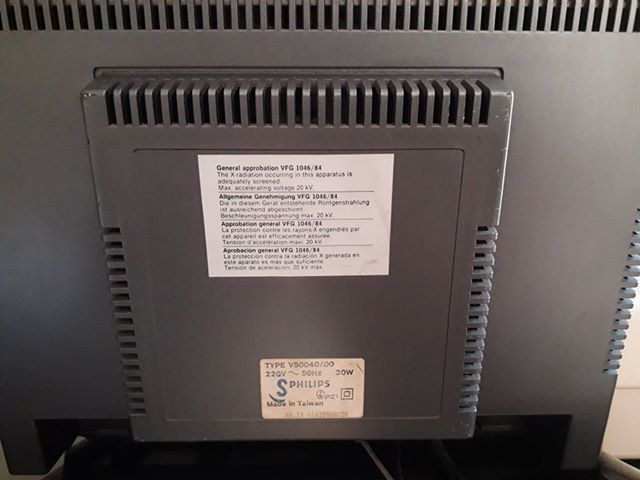 General approbation VFG 1046/84
The X-radiation occurring in this apparatus is
adequately screened.
Max. accelerating voltage 20 kV.
Allgemeine Genehmigung VFG 1046/84
Die in diesem Gerät entstehende Röntgenstrahlung
ist ausreichend abgeschirmt.
Beschleunigungsspannung max. 20 kV.
Approbation général VFG 1046/84
La protection contre les rayons-X engendrés par
cet appareil est efficacement assurée.
Tension d'accélération maxi. 20 kV.
Aprobacion général VFG 1046/84
La protección contra la radiación X generada en
este aparato es más que suficiente.
Tension de aceleración. 20 kV máx.
TYPE VS0040/00
220V ~ 50Hz 30W
PHILIPS
Made in Taiwan